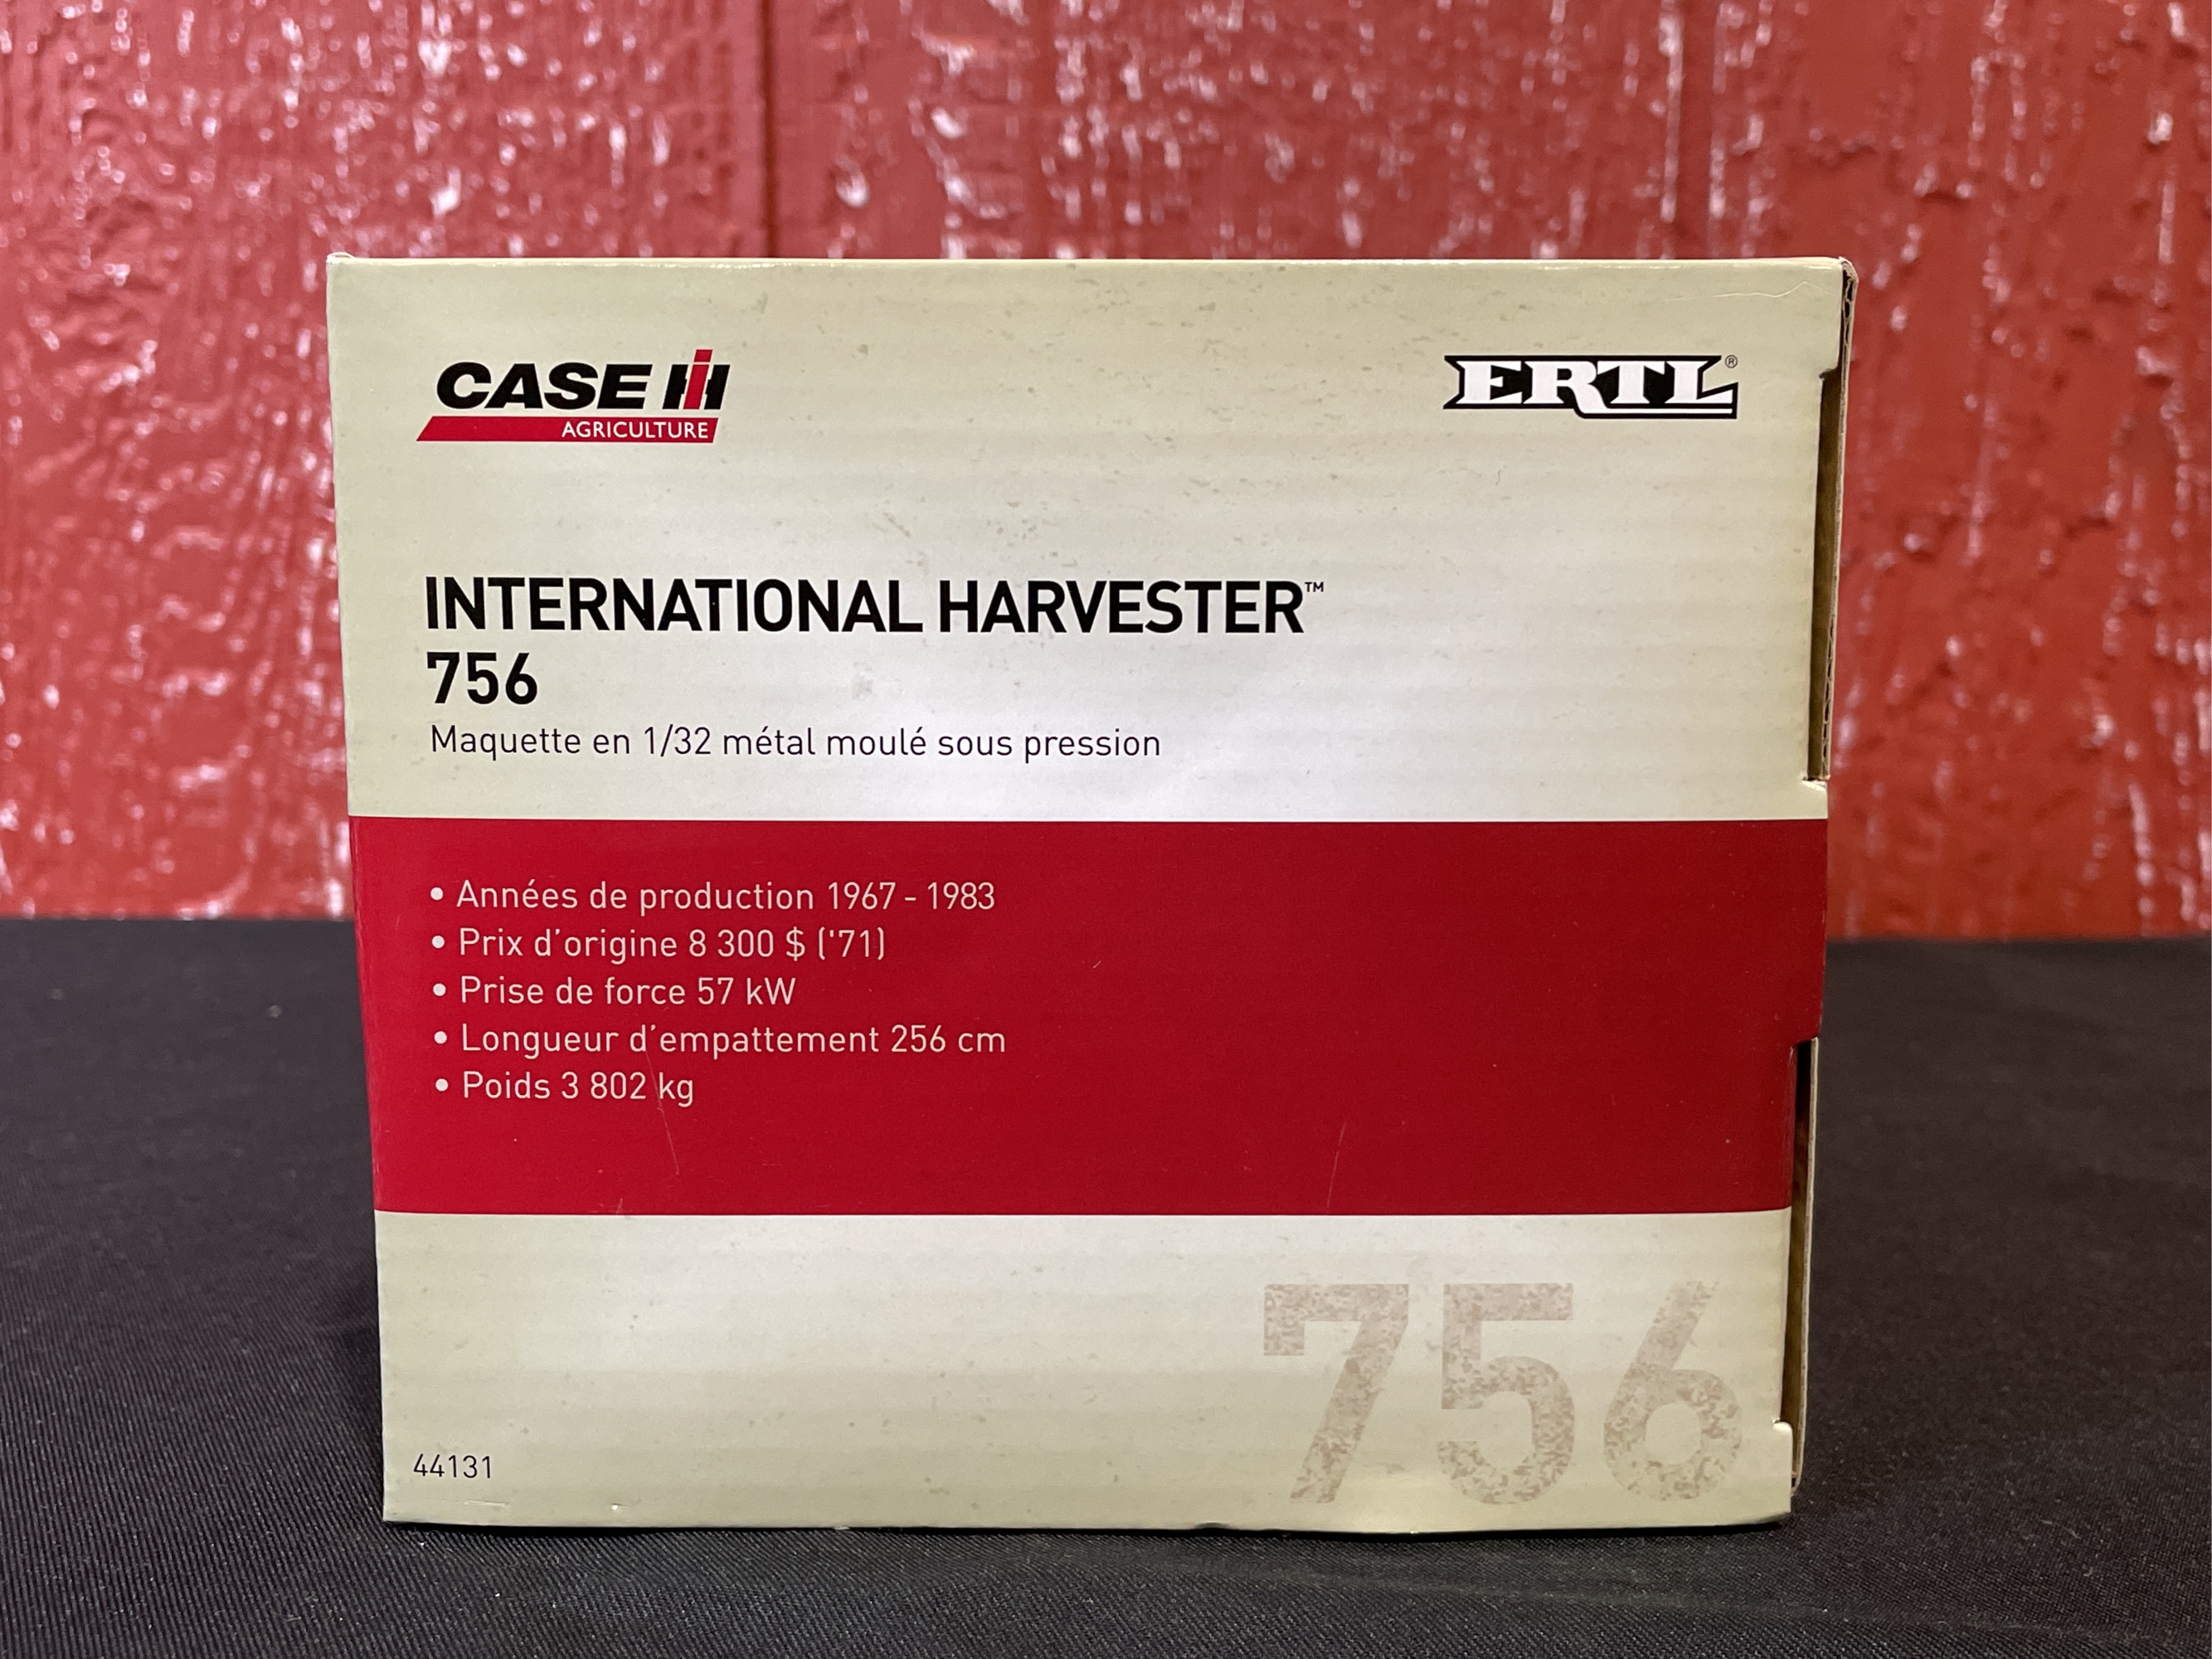 CASE IH
AGRICULTURE
ERTL®
INTERNATIONAL HARVESTER™
756
Maquette en 1/32 métal moulé sous pression
• Années de production 1967 - 1983
• Prix d'origine 8 300 $ ('71)
• Prise de force 57 kW
• Longueur d'empattement 256 cm
• Poids 3 802 kg
756
44131